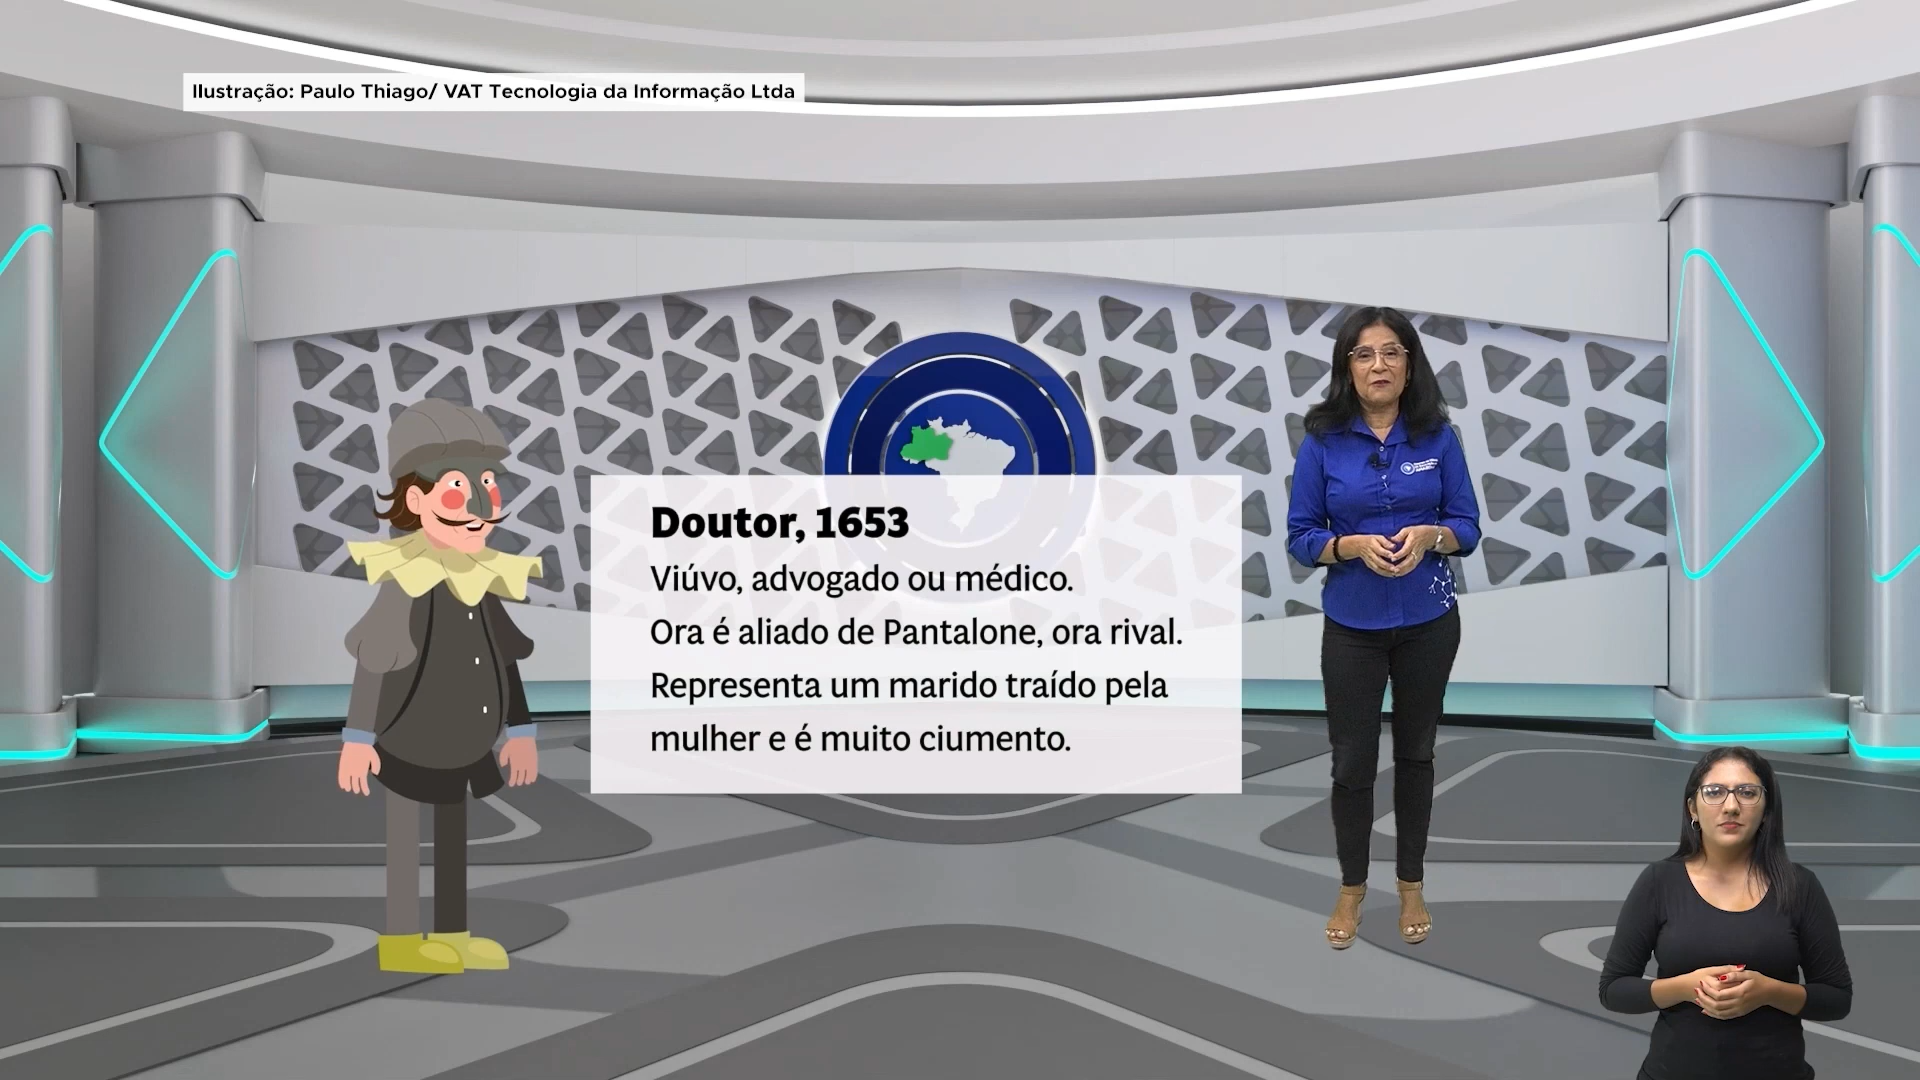 Ilustração: Paulo Thiago/ VAT Tecnologia da Informação Ltda
Doutor, 1653
Viúvo, advogado ou médico.
Ora é aliado de Pantalone, ora rival.
Representa um marido traído pela
mulher e é muito ciumento.